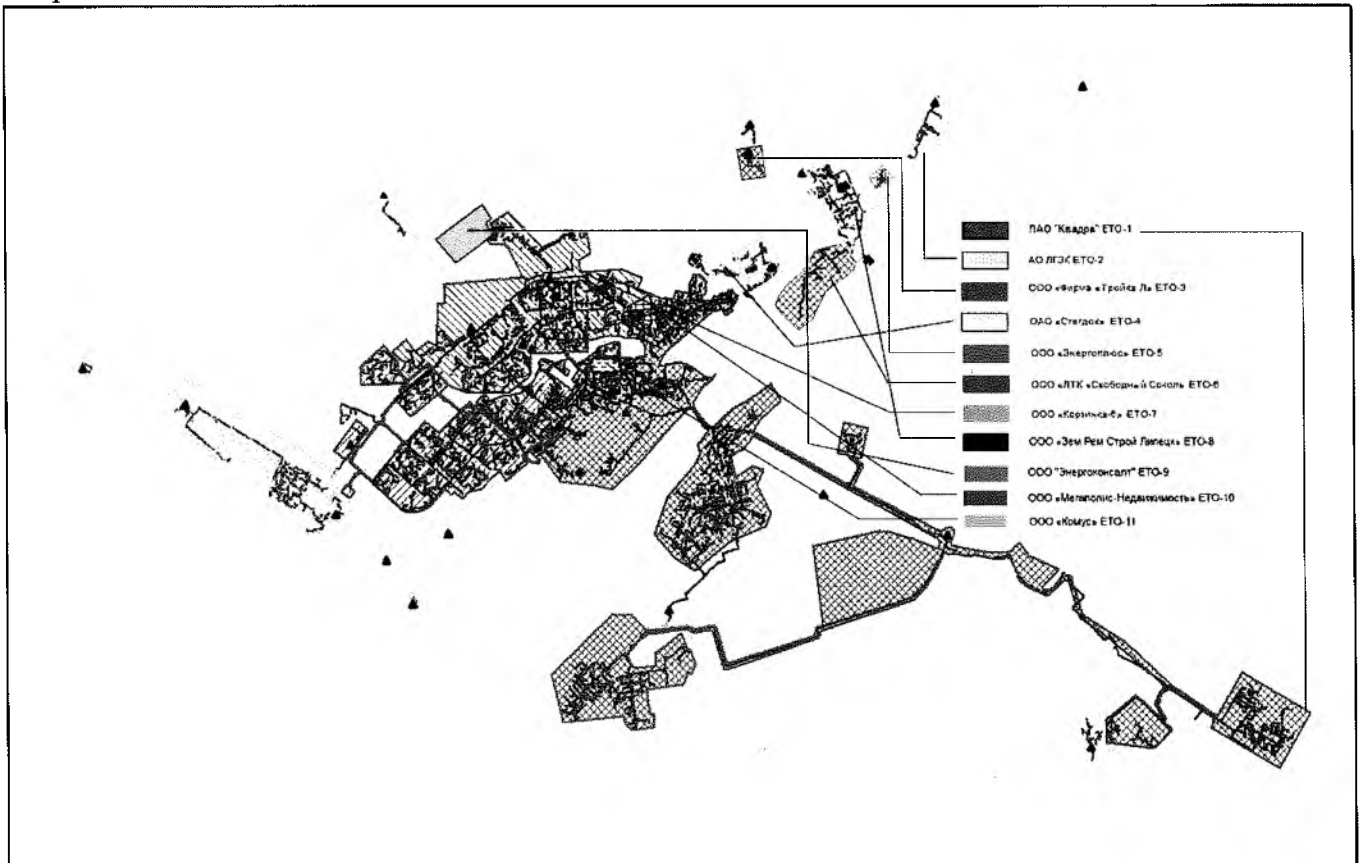 ПАО "Квадра" ЕТО-1
АО ЛГЭК ЕТО-2
ООО «Фирма «Тройка Л» ЕТО-3
ОАО «Стагдок» ЕТО-4
ООО «Энергоплюс» ЕТО-5
ООО «ЛТК «Свободный Сокол» ЕТО-6
ООО «Корзинка-6» ЕТО-7
ООО «Зем Рем Строй Липецк» ЕТО-8
ООО "Энергоконсалт" ЕТО-9
ООО «Мегаполис-Недвижимость» ЕТО-10
ООО «Комус» ЕТО-11